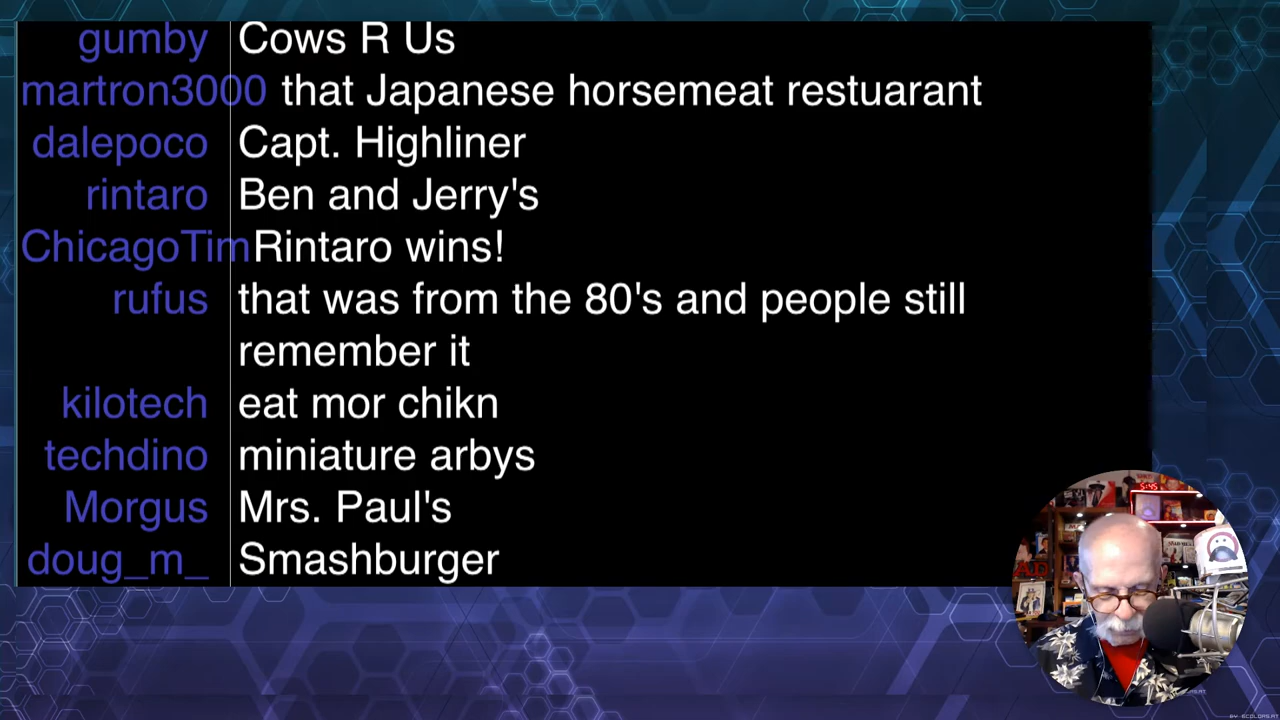 gumby Cows R Us
martron3000 that Japanese horsemeat restuarant
dalepoco Capt. Highliner
rintaro Ben and Jerry's
ChicagoTim Rintaro wins!
rufus that was from the 80's and people still
remember it
kilotech eat mor chikn
techdino miniature arbys
Morgus Mrs. Paul's
doug_m_ Smashburger
5:45